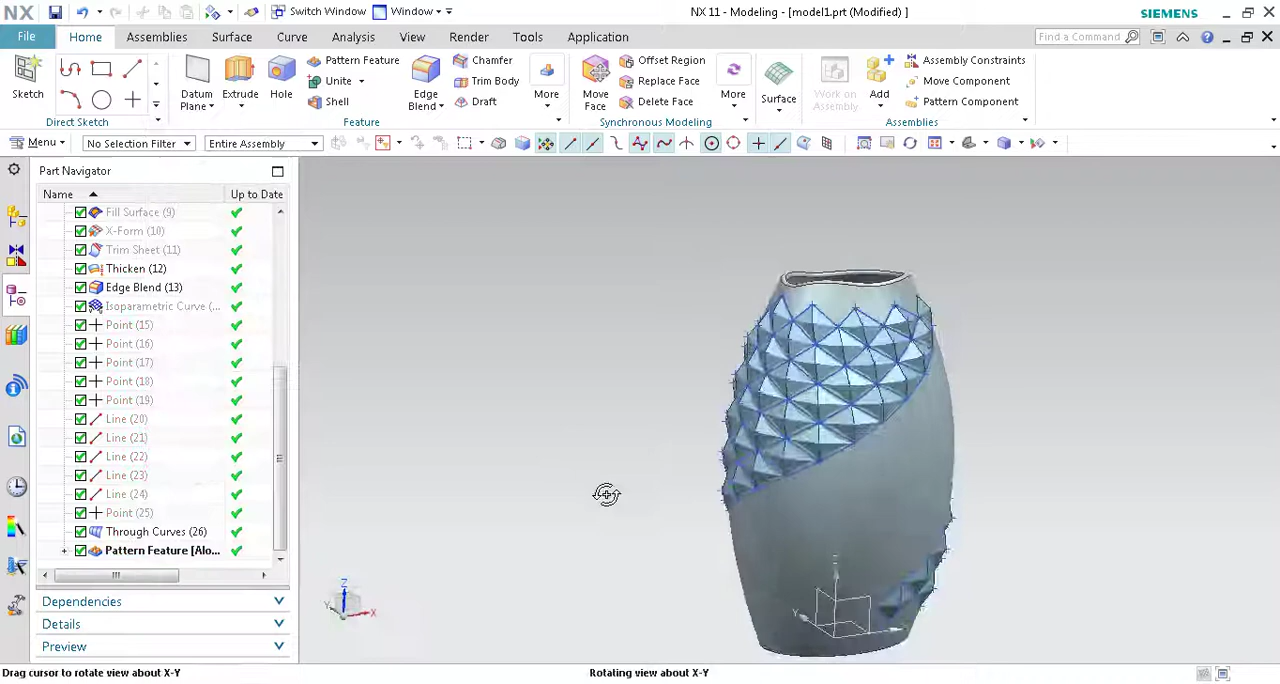 NX Switch Window Window NX 11 - Modeling - [model1.prt (Modified) ] SIEMENS
File Home Assemblies Surface Curve Analysis View Render Tools Application Find a Command
Sketch Direct Sketch
Datum Plane Extrude Hole Pattern Feature Unite Shell Edge Blend Chamfer Trim Body Draft More Feature
Move Face Offset Region Replace Face Delete Face More Synchronous Modeling
Surface
Work on Assembly Add Assembly Constraints Move Component Pattern Component Assemblies
Menu No Selection Filter Entire Assembly
Part Navigator
Name Up to Date
Fill Surface (9)
X-Form (10)
Trim Sheet (11)
Thicken (12)
Edge Blend (13)
Isoparametric Curve (...
Point (15)
Point (16)
Point (17)
Point (18)
Point (19)
Line (20)
Line (21)
Line (22)
Line (23)
Line (24)
Point (25)
Through Curves (26)
Pattern Feature [Alo...
Dependencies
Details
Preview
Z
Y X
Y
Drag cursor to rotate view about X-Y Rotating view about X-Y